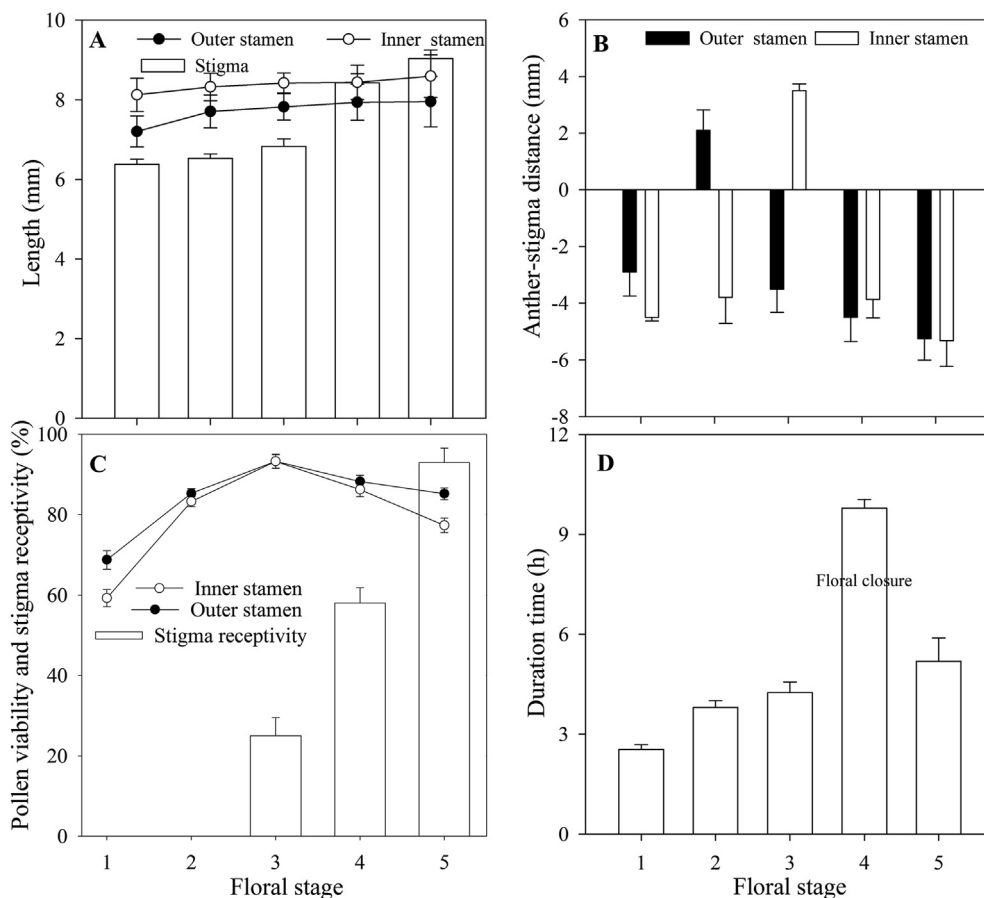 A
Outer stamen
Inner stamen
Stigma
Length (mm)
10
8
6
4
2
0
B
Outer stamen
Inner stamen
Anther-stigma distance (mm)
6
4
2
0
-2
-4
-6
-8
C
Inner stamen
Outer stamen
Stigma receptivity
Pollen viability and stigma receptivity (%)
100
80
60
40
20
0
1 2 3 4 5
Floral stage
D
Floral closure
Duration time (h)
12
9
6
3
0
1 2 3 4 5
Floral stage